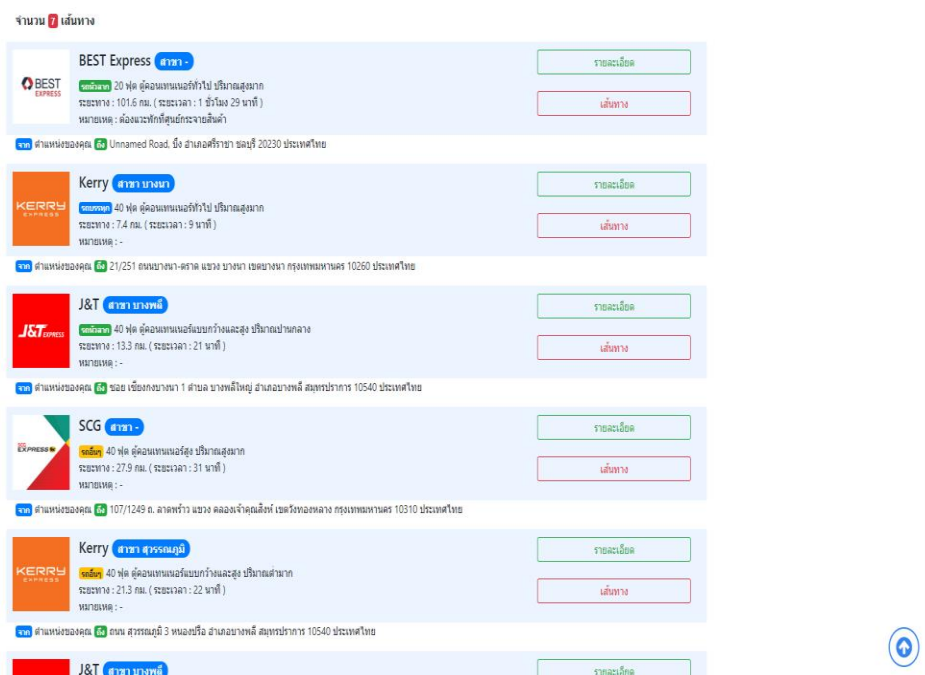 จำนวน 7 เส้นทาง
BEST EXPRESS
BEST Express สาขา -
รถหัวลาก 20 ฟุต ตู้คอนเทนเนอร์ทั่วไป ปริมาณสูงมาก
ระยะทาง : 101.6 กม. ( ระยะเวลา : 1 ชั่วโมง 29 นาที )
หมายเหตุ : ต้องแวะพักที่ศูนย์กระจายสินค้า
รายละเอียด
เส้นทาง
จาก ตำแหน่งของคุณ ถึง Unnamed Road, บึง อำเภอศรีราชา ชลบุรี 20230 ประเทศไทย
KERRY EXPRESS
Kerry สาขา บางนา
รถบรรทุก 40 ฟุต ตู้คอนเทนเนอร์ทั่วไป ปริมาณสูงมาก
ระยะทาง : 7.4 กม. ( ระยะเวลา : 9 นาที )
หมายเหตุ : -
รายละเอียด
เส้นทาง
จาก ตำแหน่งของคุณ ถึง 21/251 ถนนบางนา-ตราด แขวง บางนา เขตบางนา กรุงเทพมหานคร 10260 ประเทศไทย
J&T EXPRESS
J&T สาขา บางพลี
รถหัวลาก 40 ฟุต ตู้คอนเทนเนอร์แบบกว้างและสูง ปริมาณปานกลาง
ระยะทาง : 13.3 กม. ( ระยะเวลา : 21 นาที )
หมายเหตุ : -
รายละเอียด
เส้นทาง
จาก ตำแหน่งของคุณ ถึง ซอย เชียงกงบางนา 1 ตำบล บางพลีใหญ่ อำเภอบางพลี สมุทรปราการ 10540 ประเทศไทย
SCG EXPRESS
SCG สาขา -
รถอื่นๆ 40 ฟุต ตู้คอนเทนเนอร์สูง ปริมาณสูงมาก
ระยะทาง : 27.9 กม. ( ระยะเวลา : 31 นาที )
หมายเหตุ : -
รายละเอียด
เส้นทาง
จาก ตำแหน่งของคุณ ถึง 107/1249 ถ. ลาดพร้าว แขวง คลองเจ้าคุณสิงห์ เขตวังทองหลาง กรุงเทพมหานคร 10310 ประเทศไทย
KERRY EXPRESS
Kerry สาขา สุวรรณภูมิ
รถอื่นๆ 40 ฟุต ตู้คอนเทนเนอร์แบบกว้างและสูง ปริมาณต่ำมาก
ระยะทาง : 21.3 กม. ( ระยะเวลา : 22 นาที )
หมายเหตุ : -
รายละเอียด
เส้นทาง
จาก ตำแหน่งของคุณ ถึง ถนน สุวรรณภูมิ 3 หนองปรือ อำเภอบางพลี สมุทรปราการ 10540 ประเทศไทย
J&T สาขา บางพลี
รายละเอียด